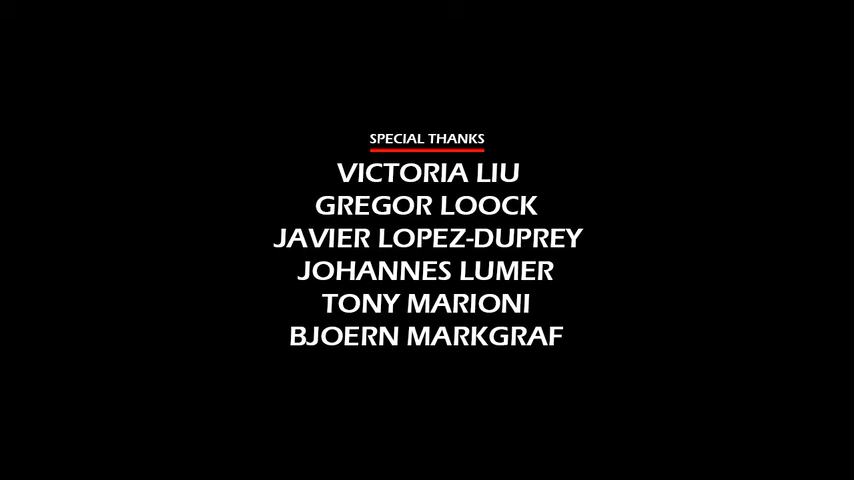 SPECIAL THANKS
VICTORIA LIU
GREGOR LOOCK
JAVIER LOPEZ-DUPREY
JOHANNES LUMER
TONY MARIONI
BJOERN MARKGRAF